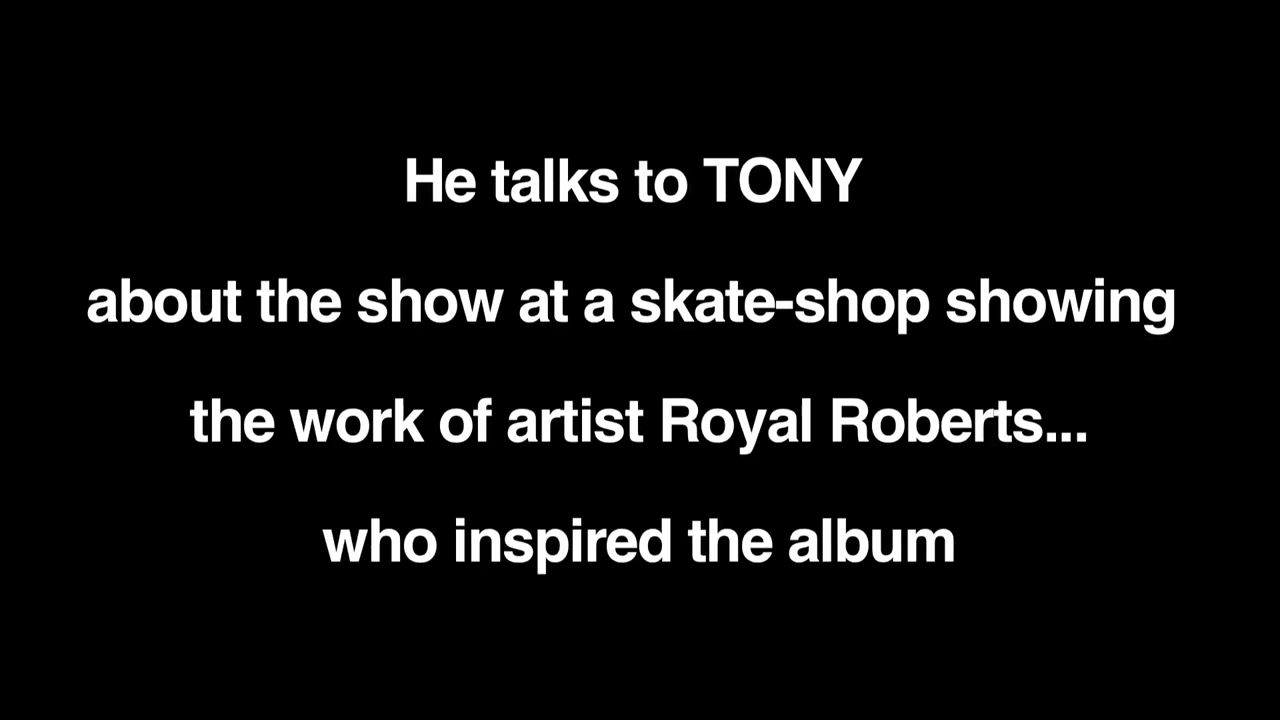 He talks to TONY
about the show at a skate-shop showing
the work of artist Royal Roberts...
who inspired the album